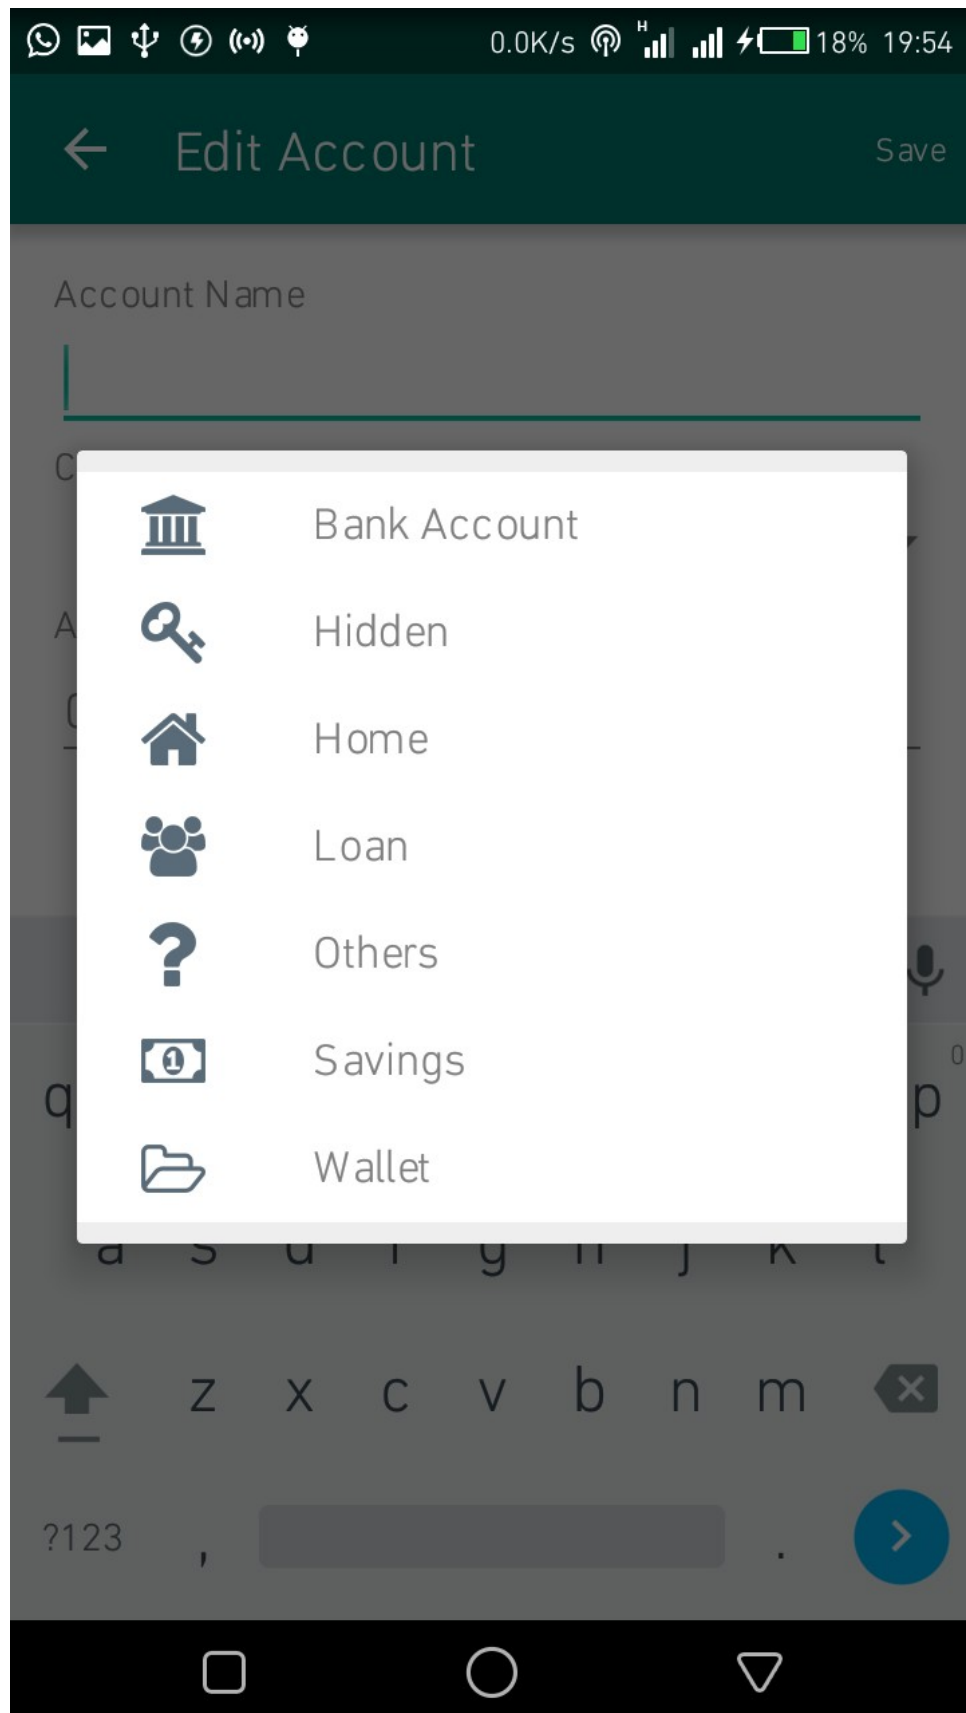 0.0K/s H 18% 19:54
Edit Account Save
Account Name
Bank Account
Hidden
Home
Loan
Others
Savings
Wallet
0
q p
a s g j k
z x c v b n m
?123 , .